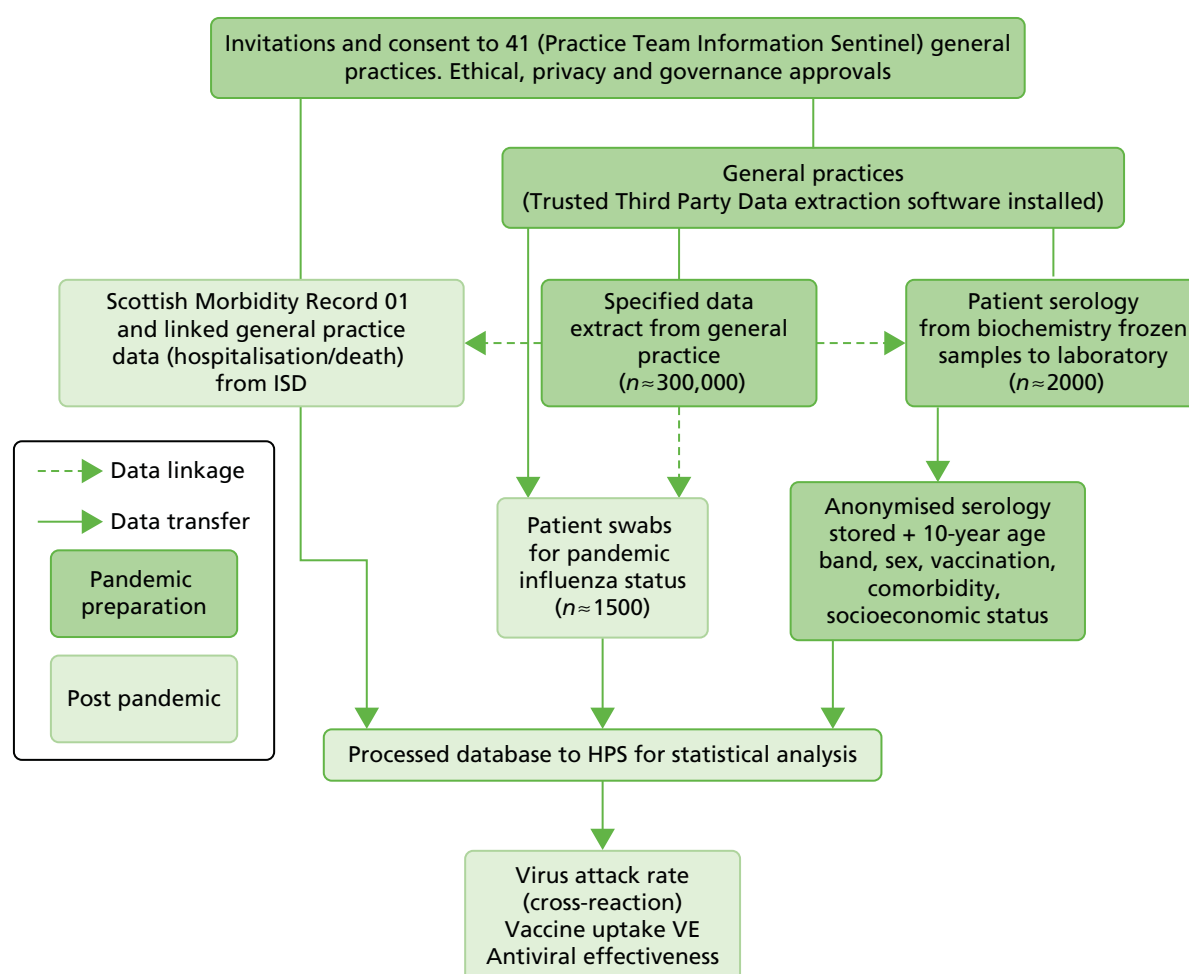 Invitations and consent to 41 (Practice Team Information Sentinel) general
practices. Ethical, privacy and governance approvals
General practices
(Trusted Third Party Data extraction software installed)
Scottish Morbidity Record 01
and linked general practice
data (hospitalisation/death)
from ISD
Specified data
extract from general
practice
(n≈300,000)
Patient serology
from biochemistry frozen
samples to laboratory
(n≈2000)
Data linkage
Data transfer
Pandemic
preparation
Post pandemic
Patient swabs
for pandemic
influenza status
(n≈1500)
Anonymised serology
stored + 10-year age
band, sex, vaccination,
comorbidity,
socioeconomic status
Processed database to HPS for statistical analysis
Virus attack rate
(cross-reaction)
Vaccine uptake VE
Antiviral effectiveness